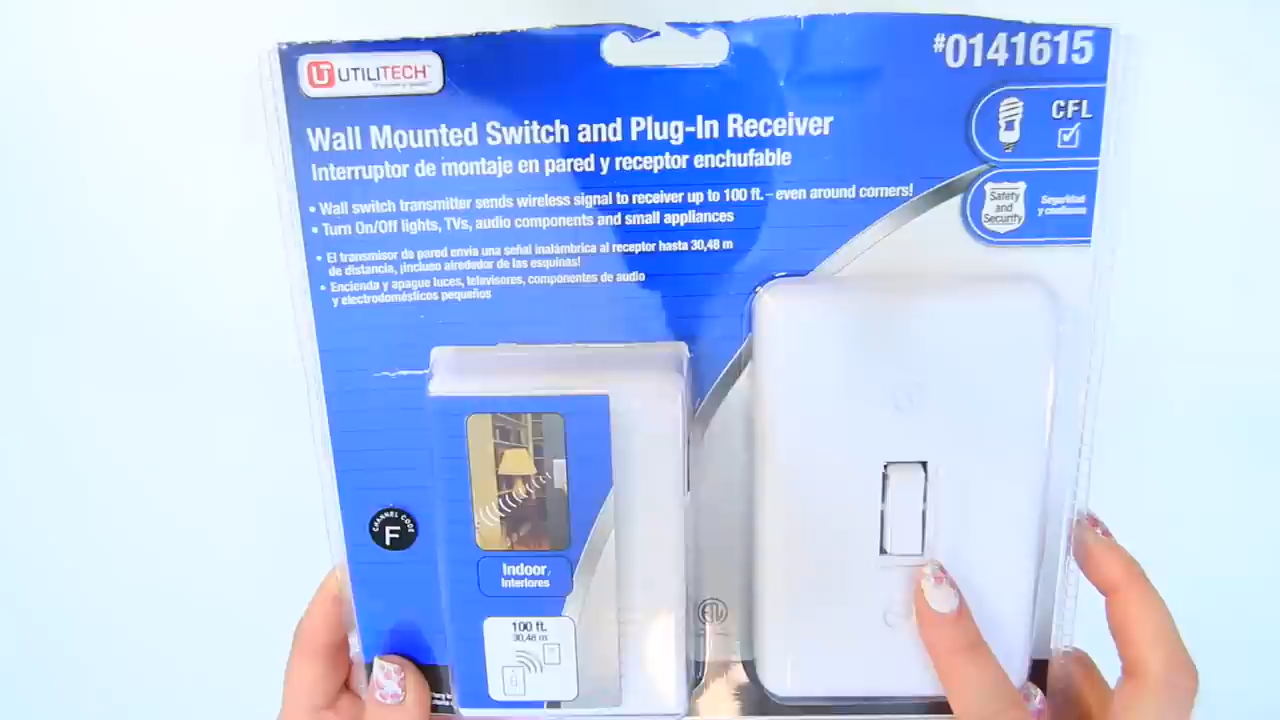 UTILITECH™
#0141615
CFL
Wall Mounted Switch and Plug-In Receiver
Interruptor de montaje en pared y receptor enchufable
• Wall switch transmitter sends wireless signal to receiver up to 100 ft. – even around corners!
• Turn On/Off lights, TVs, audio components and small appliances
Safety
and
Security
Seguridad
y confianza
• El transmisor de pared envía una señal inalámbrica al receptor hasta 30,48 m
de distancia, ¡incluso alrededor de las esquinas!
• Encienda y apague luces, televisores, componentes de audio
y electrodomésticos pequeños
CHANNEL CODE
F
Indoor/
Interiores
100 ft.
30,48 m